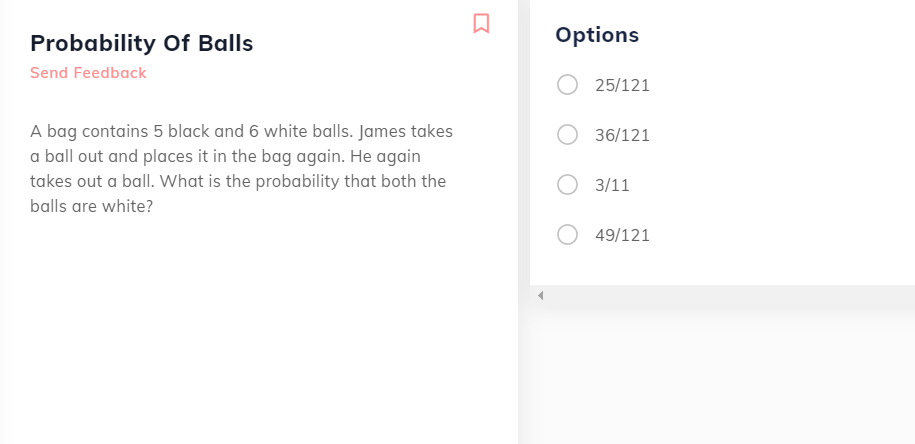 Probability Of Balls
Send Feedback
A bag contains 5 black and 6 white balls. James takes
a ball out and places it in the bag again. He again
takes out a ball. What is the probability that both the
balls are white?
Options
25/121
36/121
3/11
49/121